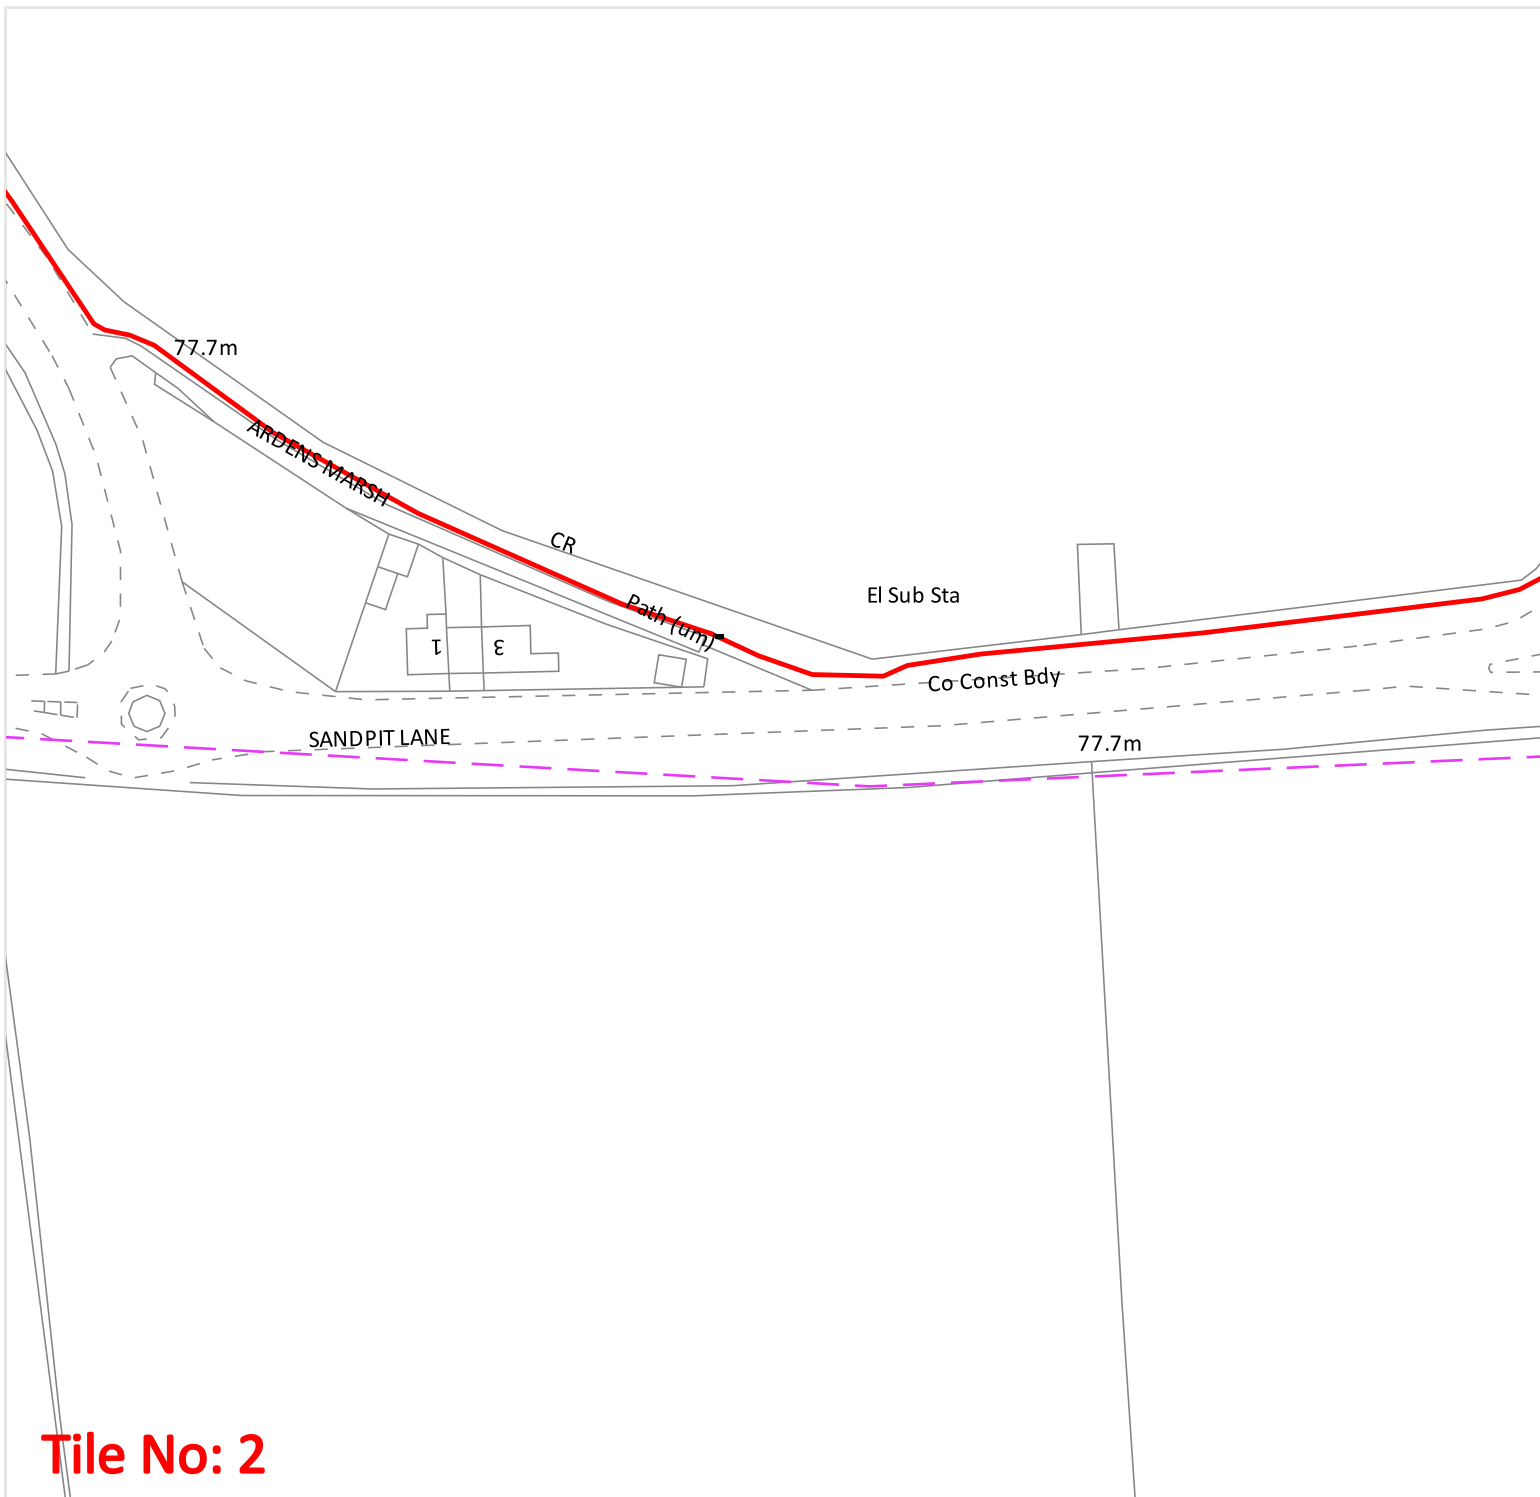 77.7m
ARDENS MARSH
CR
El Sub Sta
Path (um)
1
3
Co Const Bdy
SANDPIT LANE
77.7m
Tile No: 2